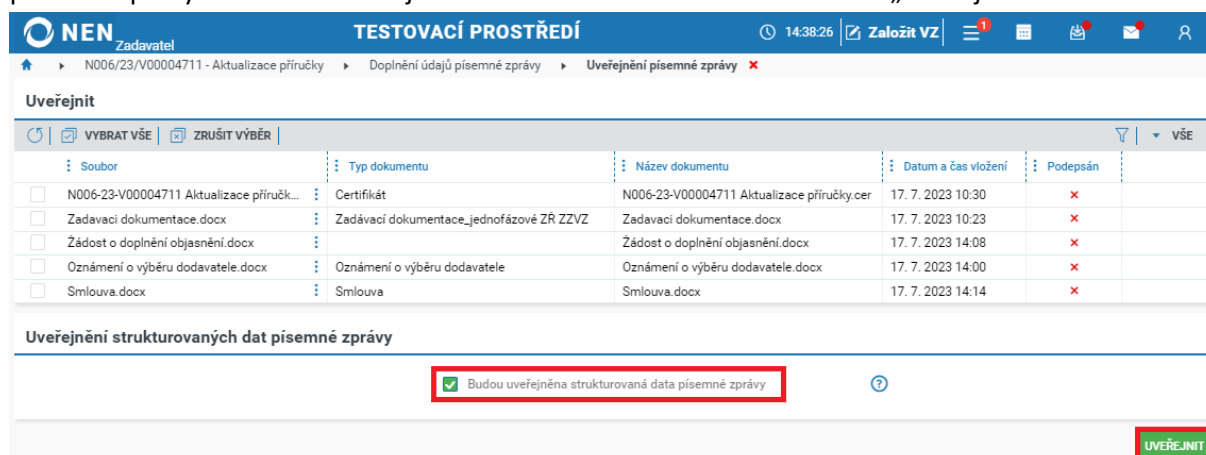 NEN Zadavatel TESTOVACÍ PROSTŘEDÍ 14:38:26 Založit VZ 1
N006/23/V00004711 - Aktualizace příručky Doplnění údajů písemné zprávy Uveřejnění písemné zprávy
Uveřejnit
VYBRAT VŠE ZRUŠIT VÝBĚR VŠE
Soubor Typ dokumentu Název dokumentu Datum a čas vložení Podepsán
N006-23-V00004711 Aktualizace příručk... Certifikát N006-23-V00004711 Aktualizace příručky.cer 17. 7. 2023 10:30
Zadavaci dokumentace.docx Zadávací dokumentace_jednofázové ZŘ ZZVZ Zadavaci dokumentace.docx 17. 7. 2023 10:23
Žádost o doplnění objasnění.docx Žádost o doplnění objasnění.docx 17. 7. 2023 14:08
Oznámení o výběru dodavatele.docx Oznámení o výběru dodavatele Oznámení o výběru dodavatele.docx 17. 7. 2023 14:00
Smlouva.docx Smlouva Smlouva.docx 17. 7. 2023 14:14
Uveřejnění strukturovaných dat písemné zprávy
Budou uveřejněna strukturovaná data písemné zprávy ?
UVEŘEJNIT